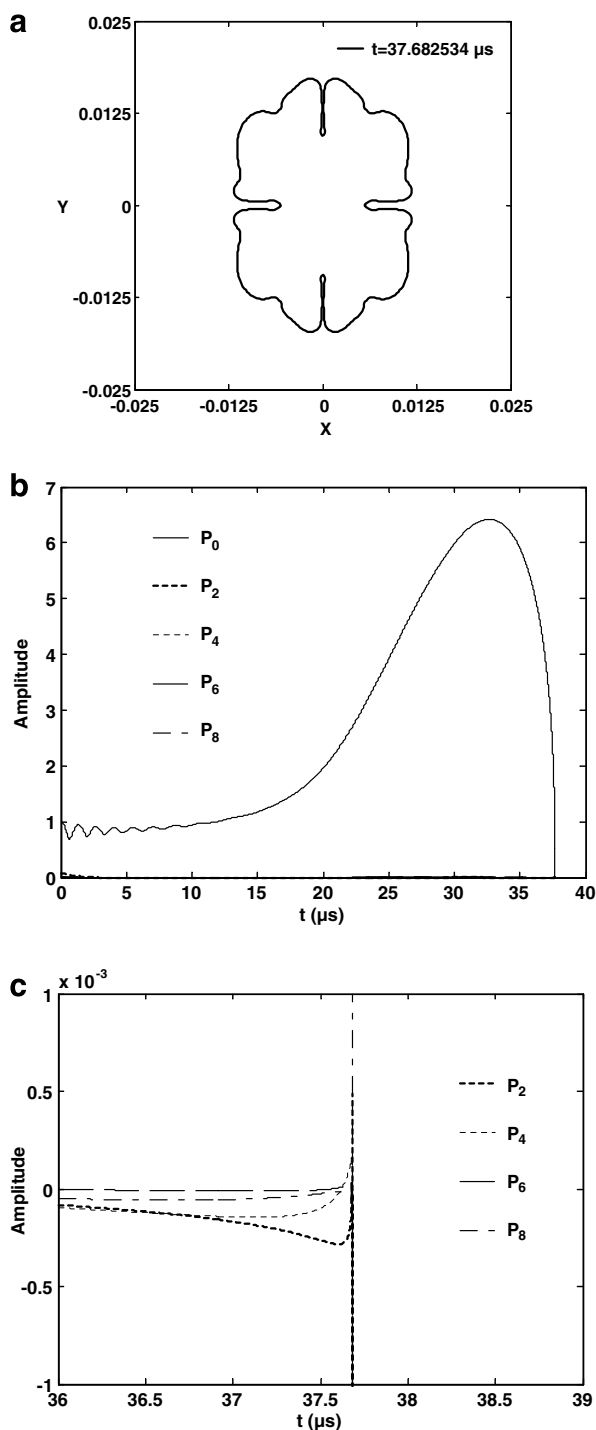 a
t=37.682534 µs
0.025
0.0125
Y
0
-0.0125
-0.025
-0.025 -0.0125 0 0.0125 0.025
X
b
7
6
5
4
3
2
1
0
Amplitude
P0
P2
P4
P6
P8
0 5 10 15 20 25 30 35 40
t (µs)
c
x 10-3
1
0.5
0
-0.5
-1
Amplitude
P2
P4
P6
P8
36 36.5 37 37.5 38 38.5 39
t (µs)